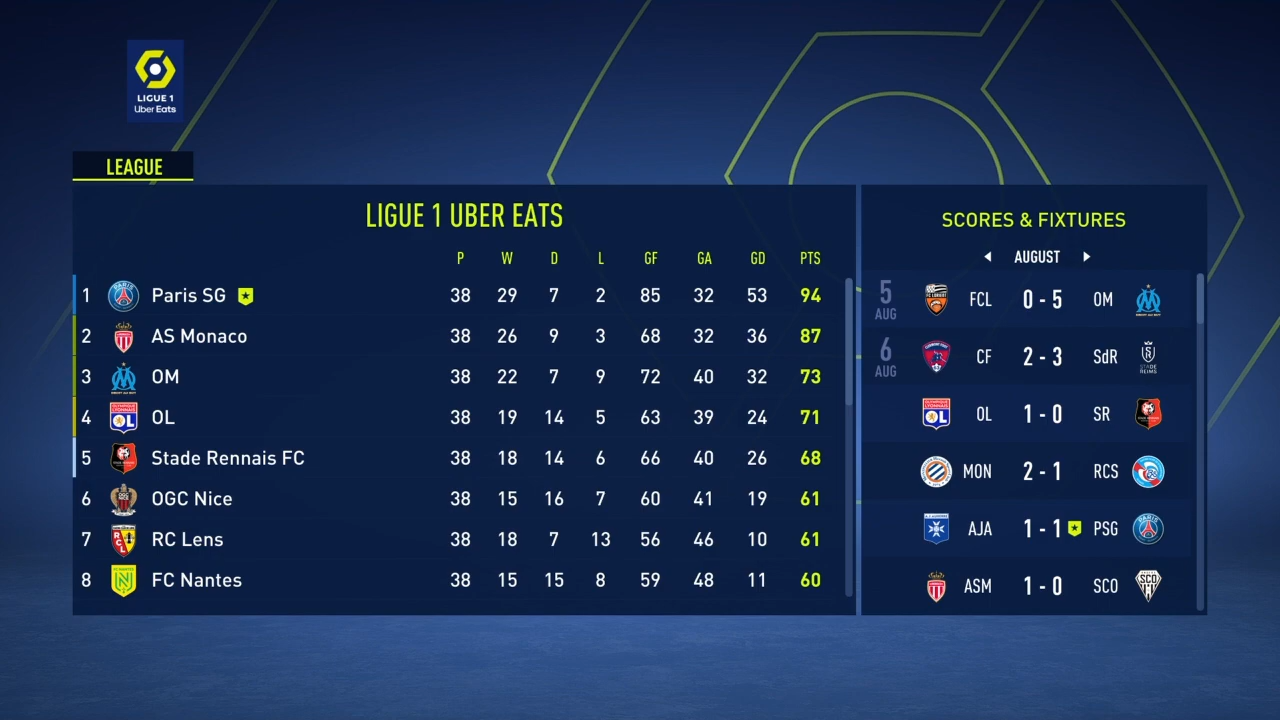 LIGUE 1
Uber Eats
LEAGUE
LIGUE 1 UBER EATS
P W D L GF GA GD PTS
1 Paris SG 38 29 7 2 85 32 53 94
2 AS Monaco 38 26 9 3 68 32 36 87
3 OM 38 22 7 9 72 40 32 73
4 OL 38 19 14 5 63 39 24 71
5 Stade Rennais FC 38 18 14 6 66 40 26 68
6 OGC Nice 38 15 16 7 60 41 19 61
7 RC Lens 38 18 7 13 56 46 10 61
8 FC Nantes 38 15 15 8 59 48 11 60
SCORES & FIXTURES
AUGUST
5 AUG FCL 0 - 5 OM
6 AUG CF 2 - 3 SdR
OL 1 - 0 SR
MON 2 - 1 RCS
AJA 1 - 1 PSG
ASM 1 - 0 SCO